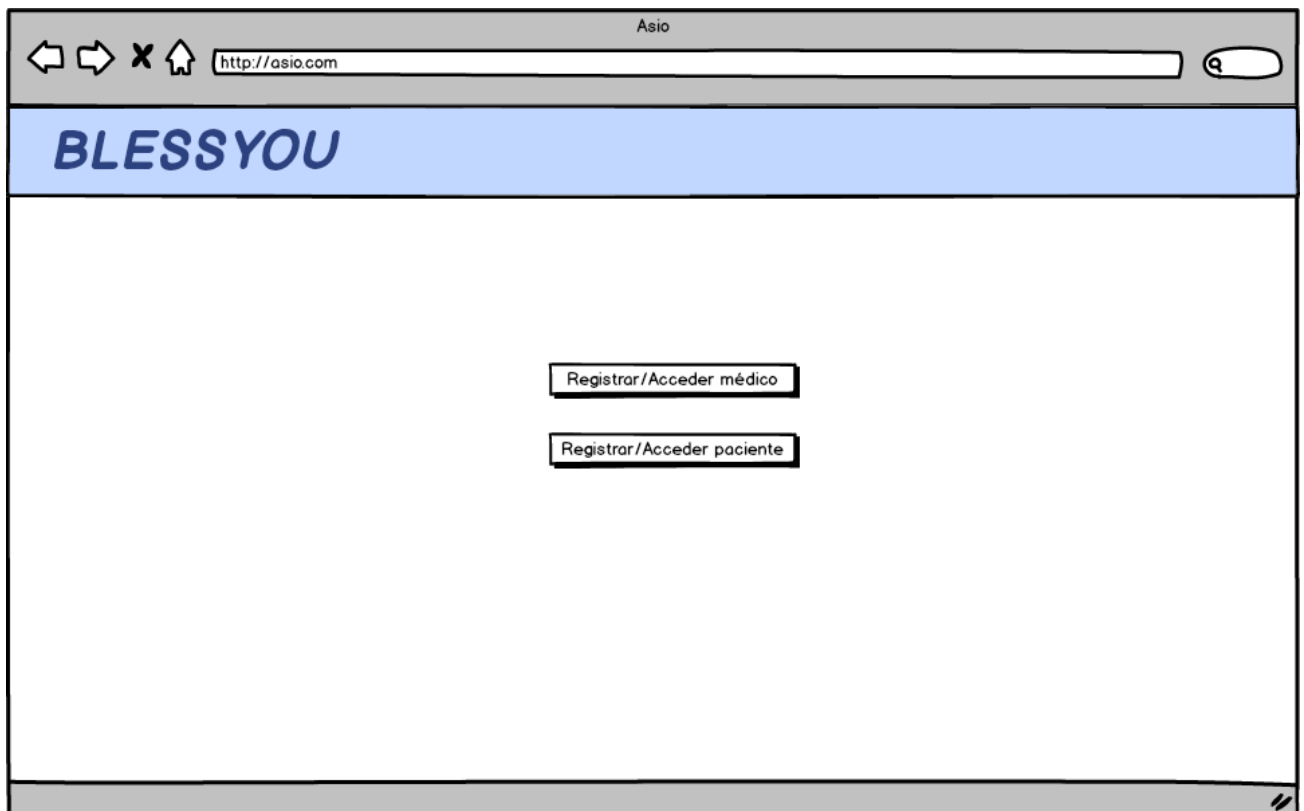 Asio
http://asio.com
BLESSYOU
Registrar/Acceder médico
Registrar/Acceder paciente